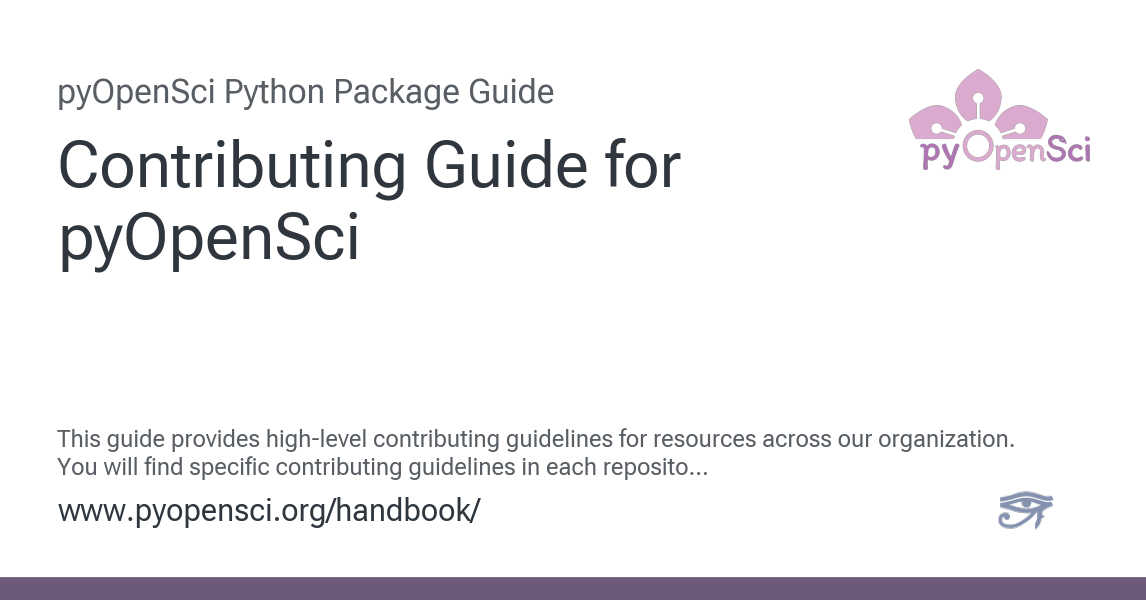 pyOpenSci Python Package Guide
Contributing Guide for
pyOpenSci
pyOpenSci
This guide provides high-level contributing guidelines for resources across our organization.
You will find specific contributing guidelines in each reposito...
www.pyopensci.org/handbook/